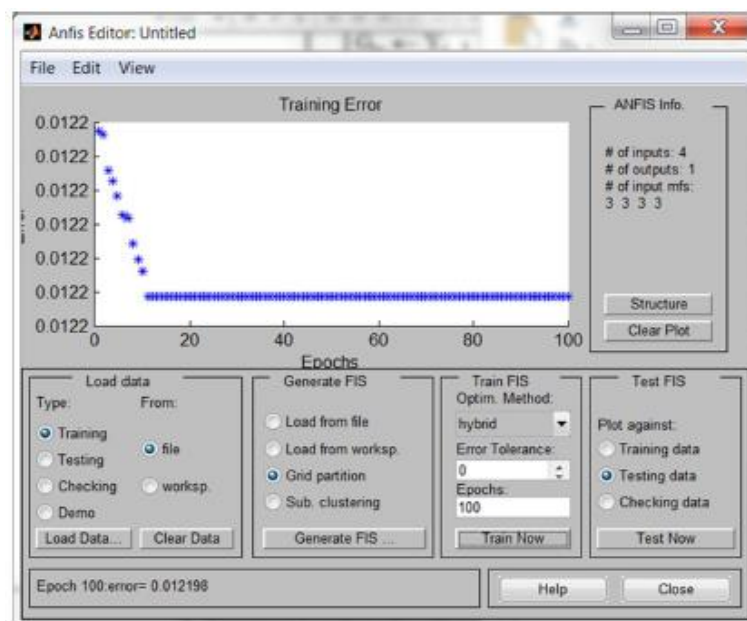 Anfis Editor: Untitled
File Edit View
Training Error
0.0122
0.0122
0.0122
0.0122
0.0122
0.0122
0.0122
0 20 40 60 80 100
Epochs
ANFIS Info.
# of inputs: 4
# of outputs: 1
# of input mfs:
3 3 3 3
Structure
Clear Plot
Load data
Type: From:
Training
file
Testing
Checking
worksp.
Demo
Load Data... Clear Data
Generate FIS
Load from file
Load from worksp.
Grid partition
Sub. clustering
Generate FIS ...
Train FIS
Optim. Method:
hybrid
Error Tolerance:
0
Epochs:
100
Train Now
Test FIS
Plot against:
Training data
Testing data
Checking data
Test Now
Epoch 100:error= 0.012198
Help Close